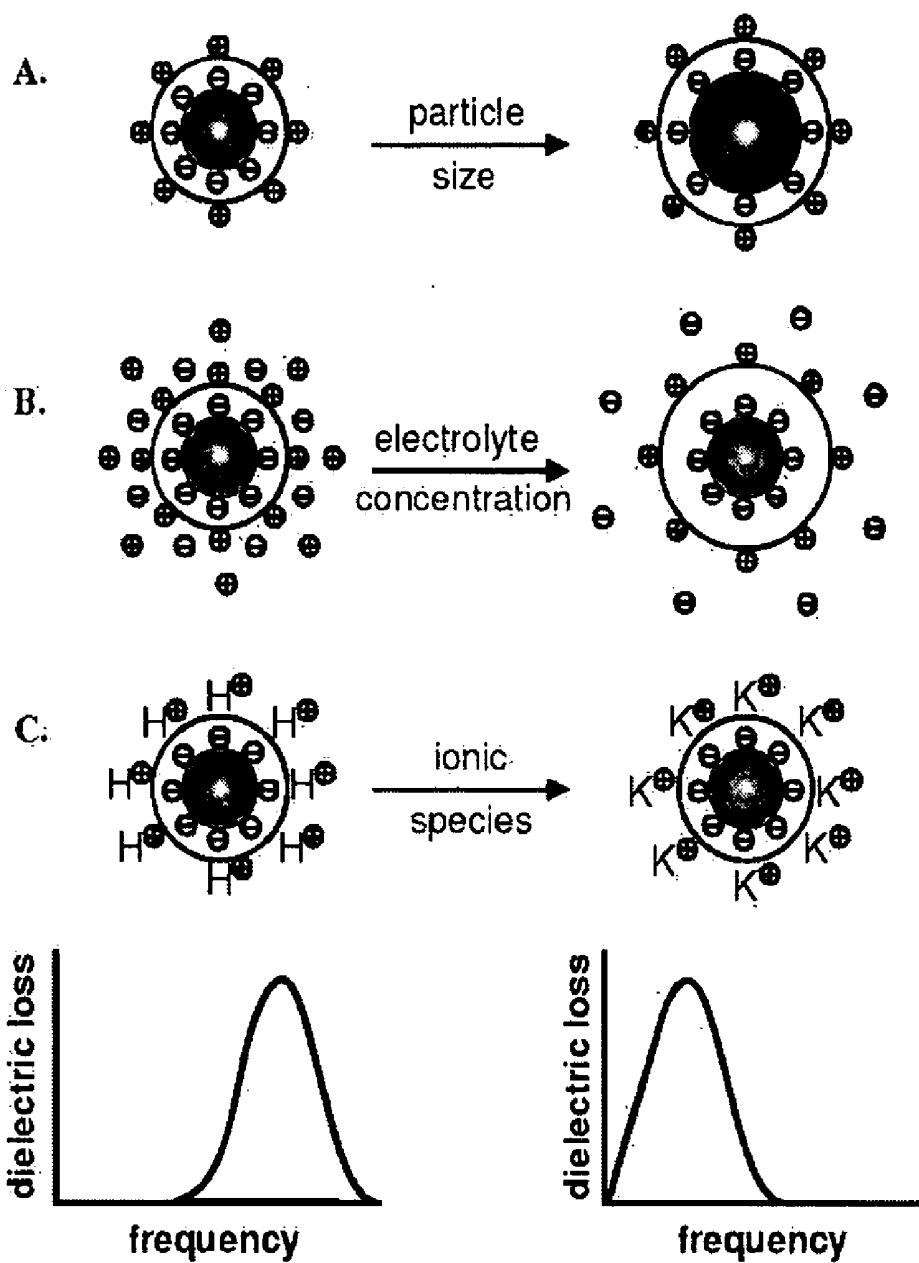 A.
particle
size
B.
electrolyte
concentration
C.
H⊕ H⊕ H⊕ H⊕ H⊕ H⊕ H⊕ H⊕
ionic
species
K⊕ K⊕ K⊕ K⊕ K⊕ K⊕ K⊕ K⊕
dielectric loss
frequency
dielectric loss
frequency